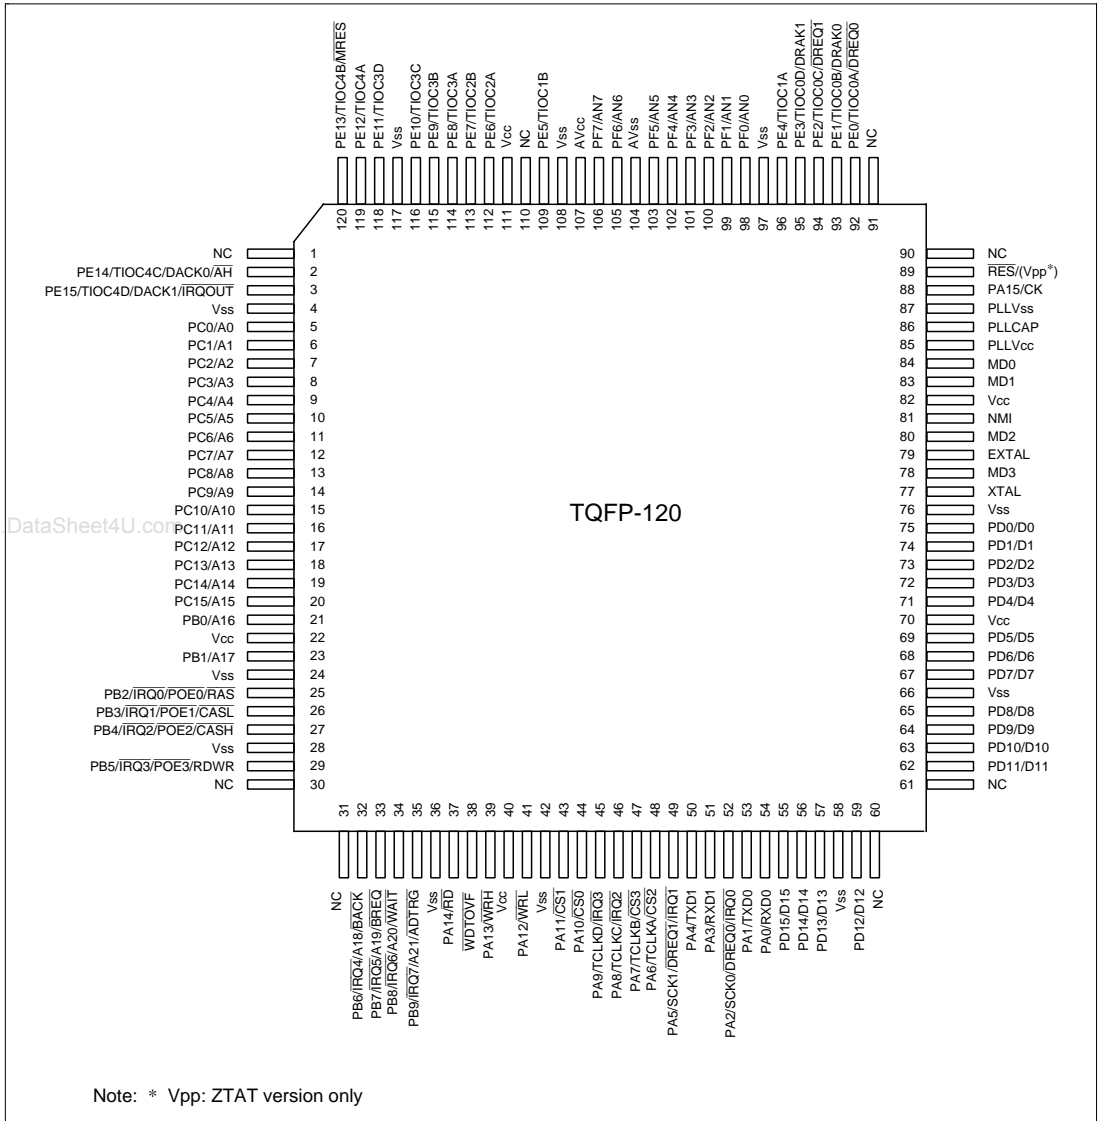 PE13/TIOC4B/MRES
PE12/TIOC4A
PE11/TIOC3D
Vss
PE10/TIOC3C
PE9/TIOC3B
PE8/TIOC3A
PE7/TIOC2B
PE6/TIOC2A
Vcc
NC
PE5/TIOC1B
Vss
AVcc
PF7/AN7
PF6/AN6
AVss
PF5/AN5
PF4/AN4
PF3/AN3
PF2/AN2
PF1/AN1
PF0/AN0
Vss
PE4/TIOC1A
PE3/TIOC0D/DRAK1
PE2/TIOC0C/DREQ1
PE1/TIOC0B/DRAK0
PE0/TIOC0A/DREQ0
NC
120 119 118 117 116 115 114 113 112 111 110 109 108 107 106 105 104 103 102 101 100 99 98 97 96 95 94 93 92 91
NC 1
PE14/TIOC4C/DACK0/AH 2
PE15/TIOC4D/DACK1/IRQOUT 3
Vss 4
PC0/A0 5
PC1/A1 6
PC2/A2 7
PC3/A3 8
PC4/A4 9
PC5/A5 10
PC6/A6 11
PC7/A7 12
PC8/A8 13
PC9/A9 14
PC10/A10 15
PC11/A11 16
PC12/A12 17
PC13/A13 18
PC14/A14 19
PC15/A15 20
PB0/A16 21
Vcc 22
PB1/A17 23
Vss 24
PB2/IRQ0/POE0/RAS 25
PB3/IRQ1/POE1/CASL 26
PB4/IRQ2/POE2/CASH 27
Vss 28
PB5/IRQ3/POE3/RDWR 29
NC 30
DataSheet4U.com
TQFP-120
90 NC
89 RES/(Vpp*)
88 PA15/CK
87 PLLVss
86 PLLCAP
85 PLLVcc
84 MD0
83 MD1
82 Vcc
81 NMI
80 MD2
79 EXTAL
78 MD3
77 XTAL
76 Vss
75 PD0/D0
74 PD1/D1
73 PD2/D2
72 PD3/D3
71 PD4/D4
70 Vcc
69 PD5/D5
68 PD6/D6
67 PD7/D7
66 Vss
65 PD8/D8
64 PD9/D9
63 PD10/D10
62 PD11/D11
61 NC
31 32 33 34 35 36 37 38 39 40 41 42 43 44 45 46 47 48 49 50 51 52 53 54 55 56 57 58 59 60
NC
PB6/IRQ4/A18/BACK
PB7/IRQ5/A19/BREQ
PB8/IRQ6/A20/WAIT
PB9/IRQ7/A21/ADTRG
Vss
PA14/RD
WDTOVF
PA13/WRH
Vcc
PA12/WRL
Vss
PA11/CS1
PA10/CS0
PA9/TCLKD/IRQ3
PA8/TCLKC/IRQ2
PA7/TCLKB/CS3
PA6/TCLKA/CS2
PA5/SCK1/DREQ1/IRQ1
PA4/TXD1
PA3/RXD1
PA2/SCK0/DREQ0/IRQ0
PA1/TXD0
PA0/RXD0
PD15/D15
PD14/D14
PD13/D13
Vss
PD12/D12
NC
Note: * Vpp: ZTAT version only